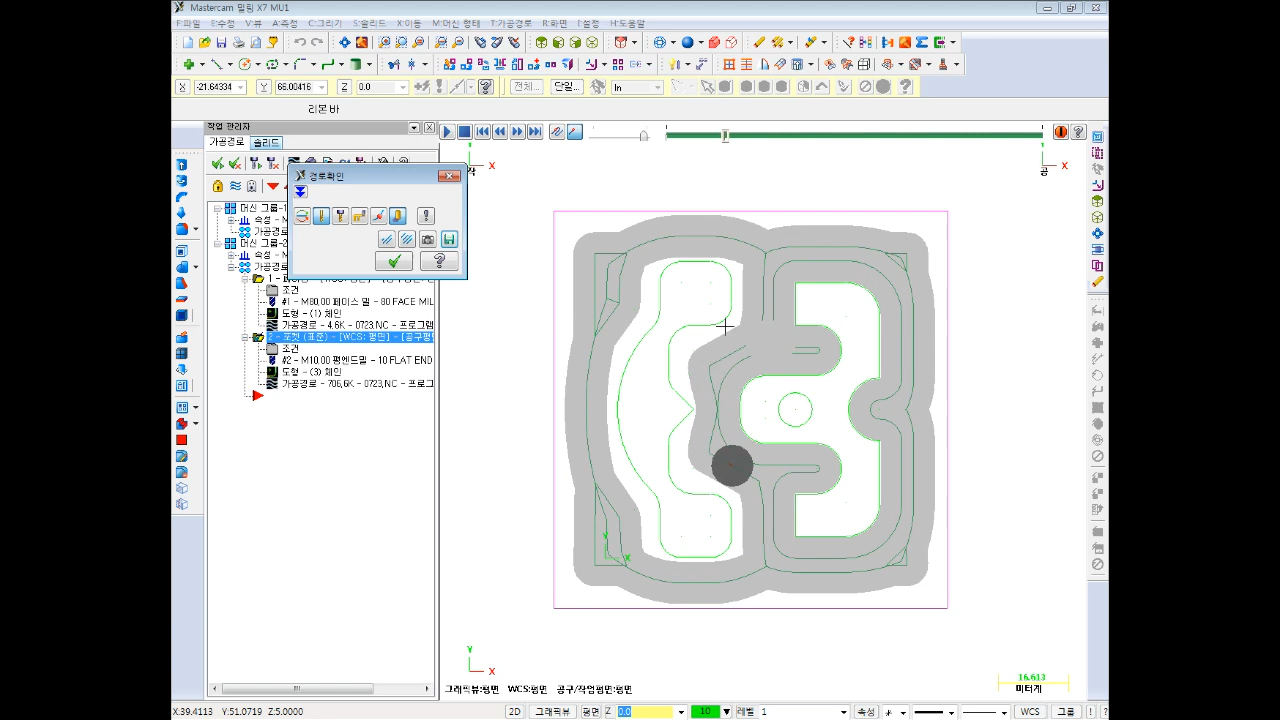 Mastercam 밀링 X7 MU1
F:파일 E:수정 V:뷰 A:측정 C:그리기 S:솔리드 X:이동 M:머신 형태 T:가공경로 R:화면 I:설정 H:도움말
X -21.64334 Y 66.00416 Z 0.0 전체... 단일... In
리본 바
작업 관리자
가공경로 솔리드
경로확인
머신 그룹-1
속성 - M
가공경로
머신 그룹-2
속성 - M
조건
#1 - M80.00 페이스 밀 - 80FACE MIL
도형 - (1) 체인
가공경로 - 4.6K - 0723.NC - 프로그램
2 - 포켓 (표준) - [WCS: 평면] - [공구평
조건
#2 - M10.00 평엔드밀 - 10 FLAT END
도형 - (3) 체인
가공경로 - 706.6K - 0723.NC - 프로그
X
작
X
공
Y
X
Y
X
16.613
미터계
그래픽뷰:평면 WCS:평면 공구/작업평면:평면
X:39.4113 Y:51.0719 Z:5.0000 2D 그래픽뷰 평면 Z 0.0 10 레벨 1 속성 WCS 그룹 ! ?